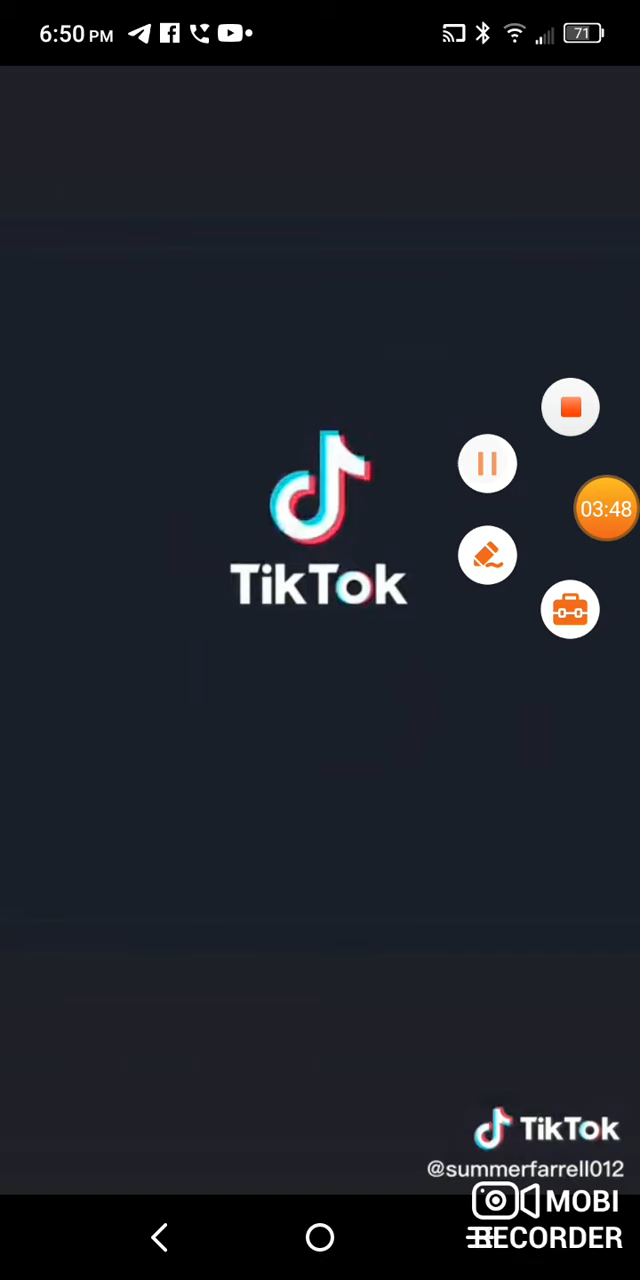 6:50 PM
71
TikTok
03:48
TikTok
@summerfarrell012
MOBI
RECORDER